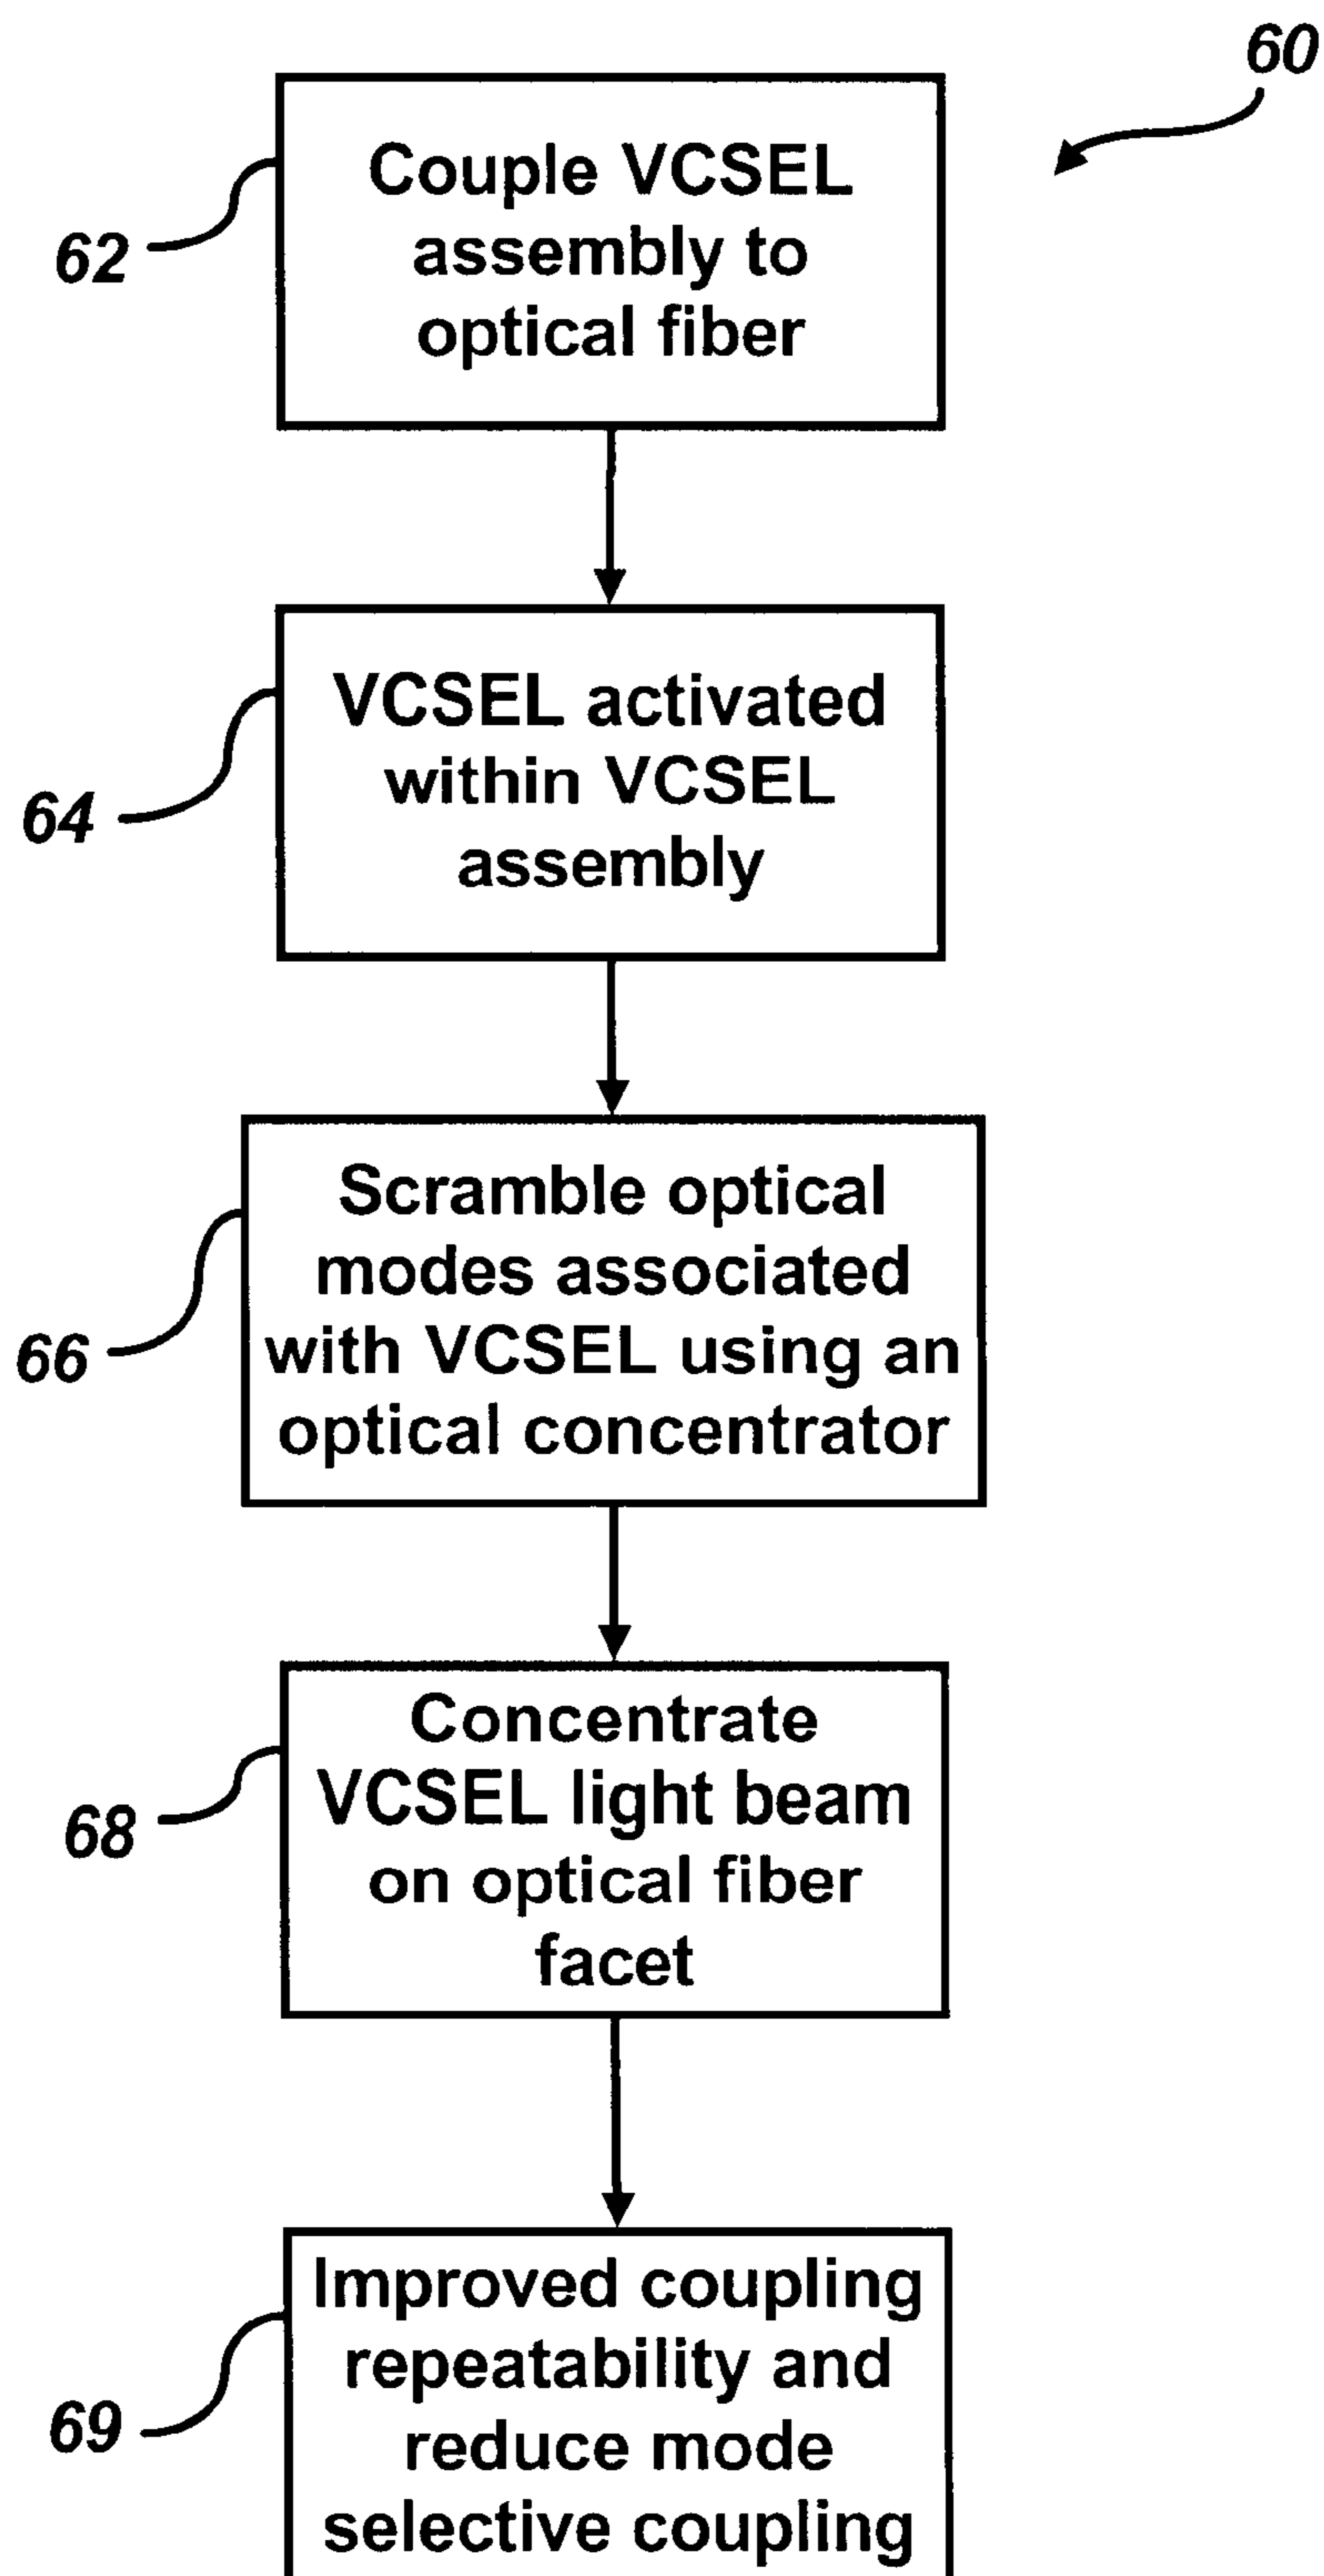 60
Couple VCSEL
assembly to
optical fiber
62
VCSEL activated
within VCSEL
assembly
64
Scramble optical
modes associated
with VCSEL using an
optical concentrator
66
Concentrate
VCSEL light beam
on optical fiber
facet
68
Improved coupling
repeatability and
reduce mode
selective coupling
69